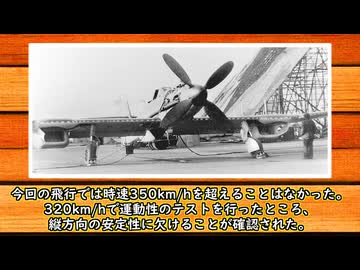 今回の飛行では時速350km/hを超えることはなかった。
320km/hで運動性のテストを行ったところ、
縦方向の安定性に欠けることが確認された。